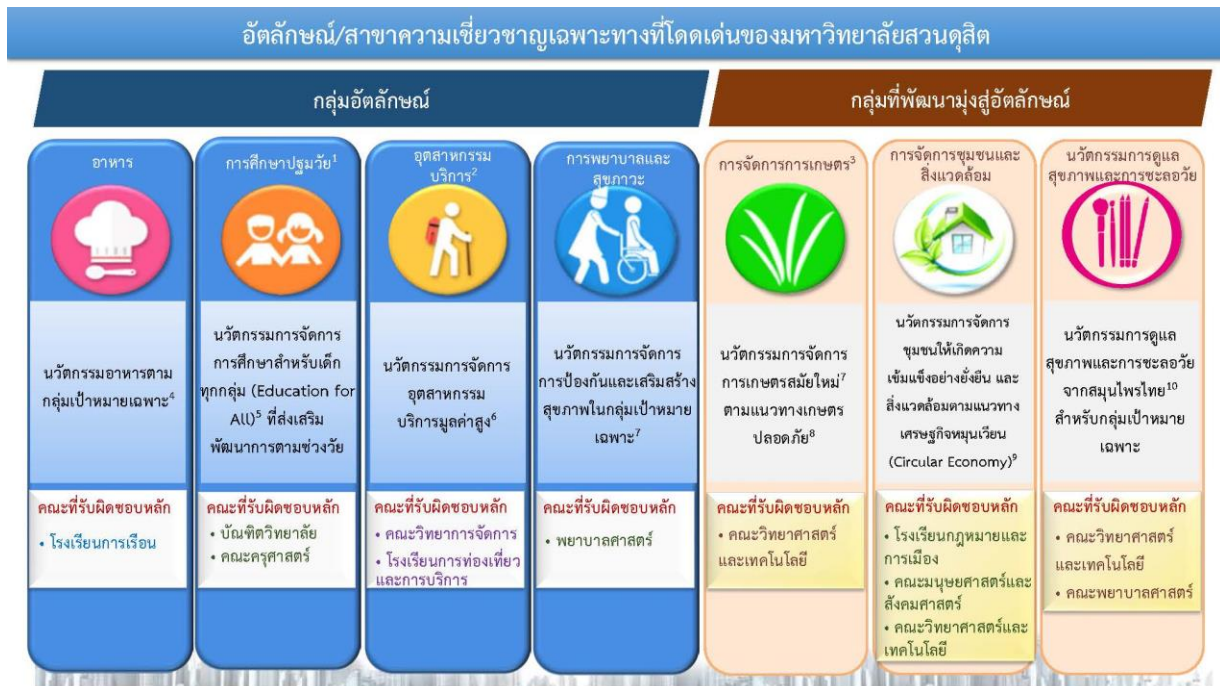 อัตลักษณ์/สาขาความเชี่ยวชาญเฉพาะทางที่โดดเด่นของมหาวิทยาลัยสวนดุสิต
กลุ่มอัตลักษณ์
กลุ่มที่พัฒนามุ่งสู่อัตลักษณ์
อาหาร
นวัตกรรมอาหารตาม
กลุ่มเป้าหมายเฉพาะ⁴
คณะที่รับผิดชอบหลัก
• โรงเรียนการเรือน
การศึกษาปฐมวัย¹
นวัตกรรมการจัดการ
การศึกษาสำหรับเด็ก
ทุกกลุ่ม (Education for
All)⁵ ที่ส่งเสริม
พัฒนาการตามช่วงวัย
คณะที่รับผิดชอบหลัก
• บัณฑิตวิทยาลัย
• คณะครุศาสตร์
อุตสาหกรรม
บริการ²
นวัตกรรมการจัดการ
อุตสาหกรรม
บริการมูลค่าสูง⁶
คณะที่รับผิดชอบหลัก
• คณะวิทยาการจัดการ
• โรงเรียนการท่องเที่ยว
และการบริการ
การพยาบาลและ
สุขภาวะ
นวัตกรรมการจัดการ
การป้องกันและเสริมสร้าง
สุขภาพในกลุ่มเป้าหมาย
เฉพาะ⁷
คณะที่รับผิดชอบหลัก
• พยาบาลศาสตร์
การจัดการการเกษตร³
นวัตกรรมการจัดการ
การเกษตรสมัยใหม่⁷
ตามแนวทางเกษตร
ปลอดภัย⁸
คณะที่รับผิดชอบหลัก
• คณะวิทยาศาสตร์
และเทคโนโลยี
การจัดการชุมชนและ
สิ่งแวดล้อม
นวัตกรรมการจัดการ
ชุมชนให้เกิดความ
เข้มแข็งอย่างยั่งยืน และ
สิ่งแวดล้อมตามแนวทาง
เศรษฐกิจหมุนเวียน
(Circular Economy)⁹
คณะที่รับผิดชอบหลัก
• โรงเรียนกฎหมายและ
การเมือง
• คณะมนุษยศาสตร์และ
สังคมศาสตร์
• คณะวิทยาศาสตร์และ
เทคโนโลยี
นวัตกรรมการดูแล
สุขภาพและการชะลอวัย
นวัตกรรมการดูแล
สุขภาพและการชะลอวัย
จากสมุนไพรไทย¹⁰
สำหรับกลุ่มเป้าหมาย
เฉพาะ
คณะที่รับผิดชอบหลัก
• คณะวิทยาศาสตร์
และเทคโนโลยี
• คณะพยาบาลศาสตร์